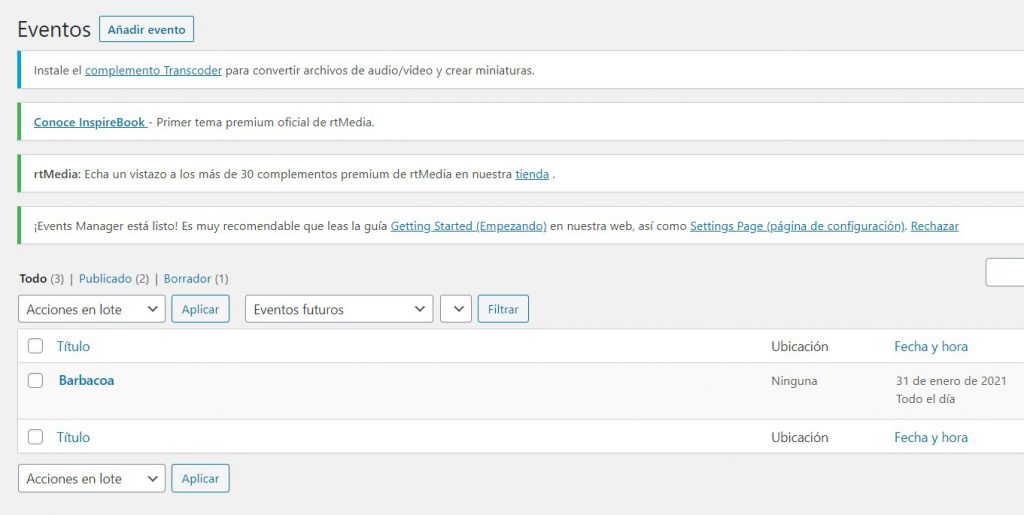 Eventos Añadir evento
Instale el complemento Transcoder para convertir archivos de audio/video y crear miniaturas.
Conoce InspireBook - Primer tema premium oficial de rtMedia.
rtMedia: Echa un vistazo a los más de 30 complementos premium de rtMedia en nuestra tienda .
¡Events Manager está listo! Es muy recomendable que leas la guía Getting Started (Empezando) en nuestra web, así como Settings Page (página de configuración). Rechazar
Todo (3) | Publicado (2) | Borrador (1)
Acciones en lote Aplicar Eventos futuros Filtrar
Título Ubicación Fecha y hora
Barbacoa Ninguna 31 de enero de 2021
Todo el día
Título Ubicación Fecha y hora
Acciones en lote Aplicar